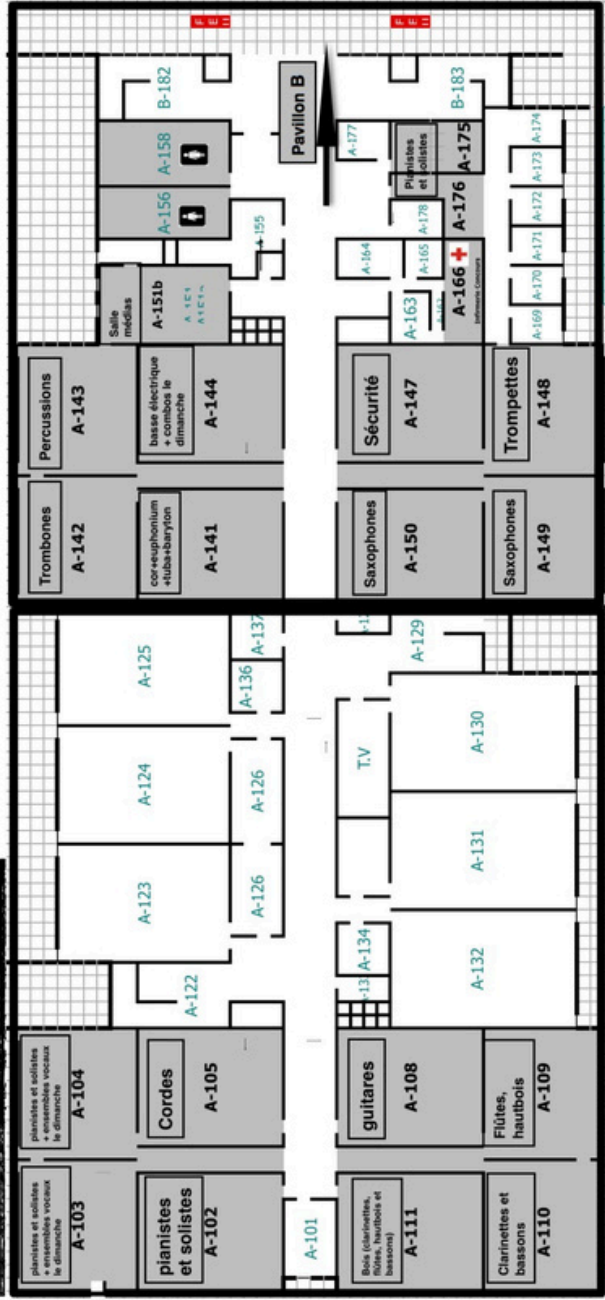 pianistes et solistes
+ ensembles vocaux
le dimanche
A-103
pianistes et solistes
+ ensembles vocaux
le dimanche
A-104
pianistes
et solistes
A-102
Cordes
A-105
A-101
Bois (clarinettes,
flûtes, hautbois et
bassons)
A-111
guitares
A-108
Clarinettes et
bassons
A-110
Flûtes,
hautbois
A-109
A-122
A-123
A-124
A-125
A-126
A-126
A-136
A-137
A-134
T.V
A-129
A-132
A-131
A-130
Trombones
A-142
Percussions
A-143
cor+euphonium
+tuba+baryton
A-141
basse électrique
+ combos le
dimanche
A-144
Saxophones
A-150
Sécurité
A-147
Saxophones
A-149
Trompettes
A-148
Salle
médias
A-151b
A-156
A-158
B-182
A-155
Pavillon B
A-164
A-177
A-163
A-165
A-178
Pianistes
et solistes
A-175
A-176
A-166
Infirmerie Concours
B-183
A-169
A-170
A-171
A-172
A-173
A-174